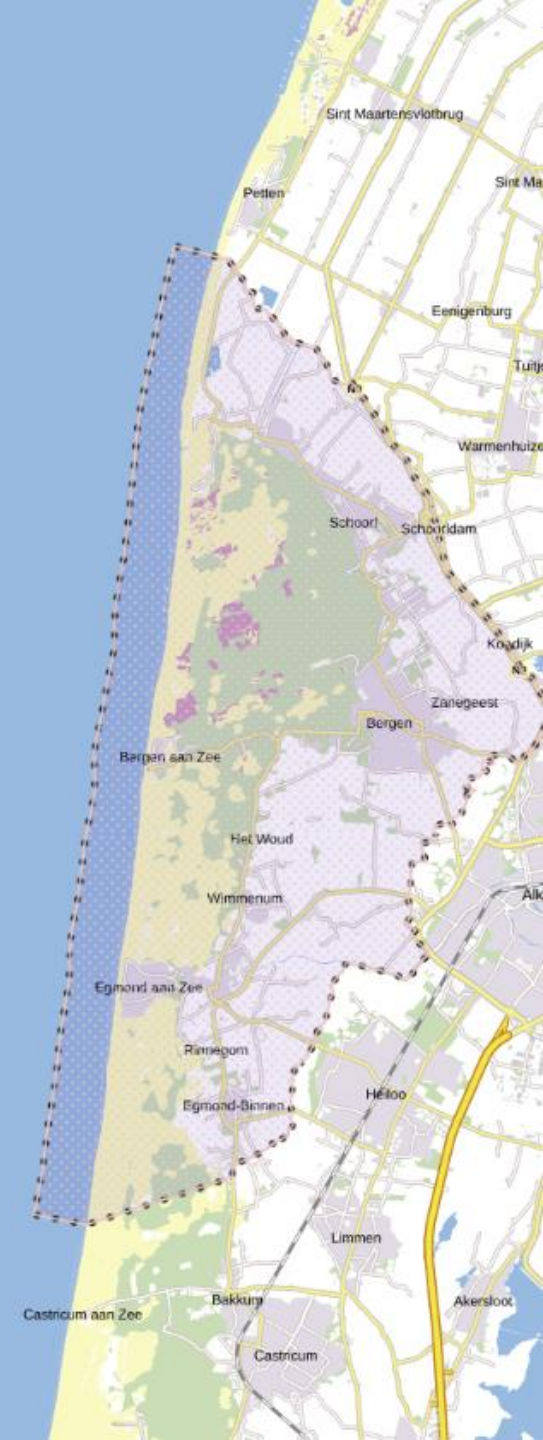 Sint Maartensvlotbrug
Sint Ma
Petten
Eenigenburg
Tuitj
Warmenhuize
Schoorl
Schoorldam
Koedijk
Zanegeest
Bergen
Bergen aan Zee
Het Woud
Wimmenum
Alk
Egmond aan Zee
Rinnegom
Heiloo
Egmond-Binnen
Limmen
Bakkum
Akersloot
Castricum aan Zee
Castricum